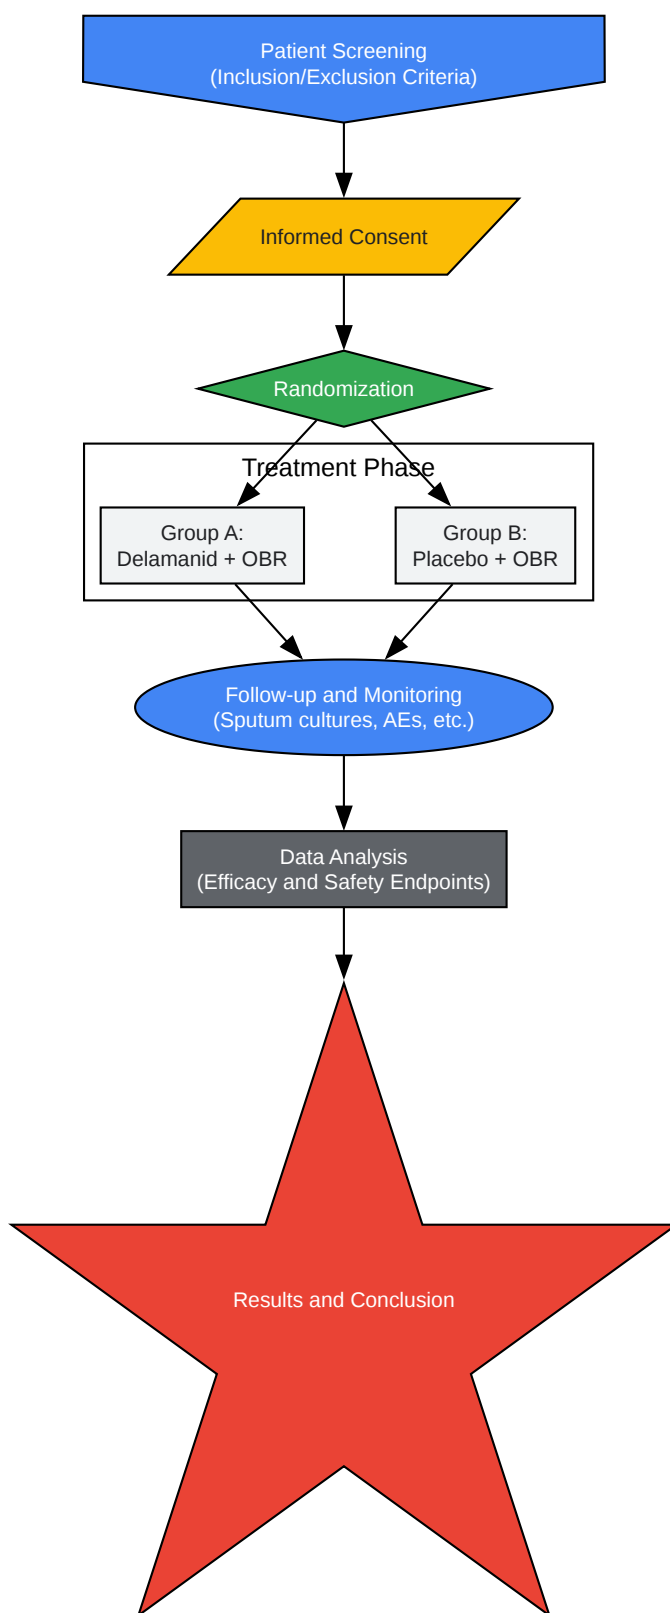 Patient Screening
(Inclusion/Exclusion Criteria)
Informed Consent
Randomization
Treatment Phase
Group A:
Delamanid + OBR
Group B:
Placebo + OBR
Follow-up and Monitoring
(Sputum cultures, AEs, etc.)
Data Analysis
(Efficacy and Safety Endpoints)
Results and Conclusion